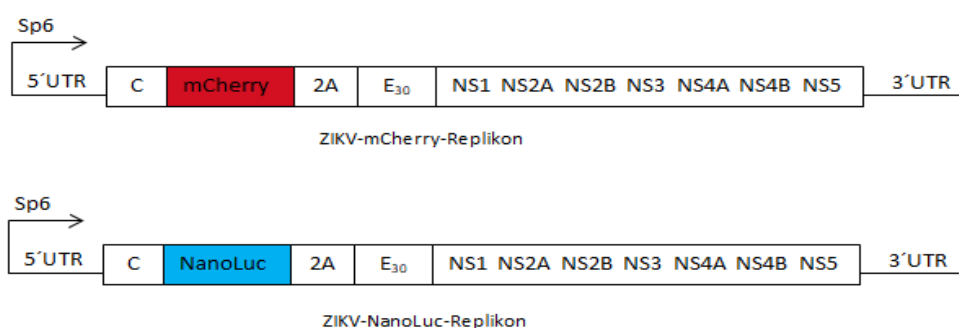 Sp6
5´UTR C mCherry 2A E₃₀ NS1 NS2A NS2B NS3 NS4A NS4B NS5 3´UTR
ZIKV-mCherry-Replikon
Sp6
5´UTR C NanoLuc 2A E₃₀ NS1 NS2A NS2B NS3 NS4A NS4B NS5 3´UTR
ZIKV-NanoLuc-Replikon